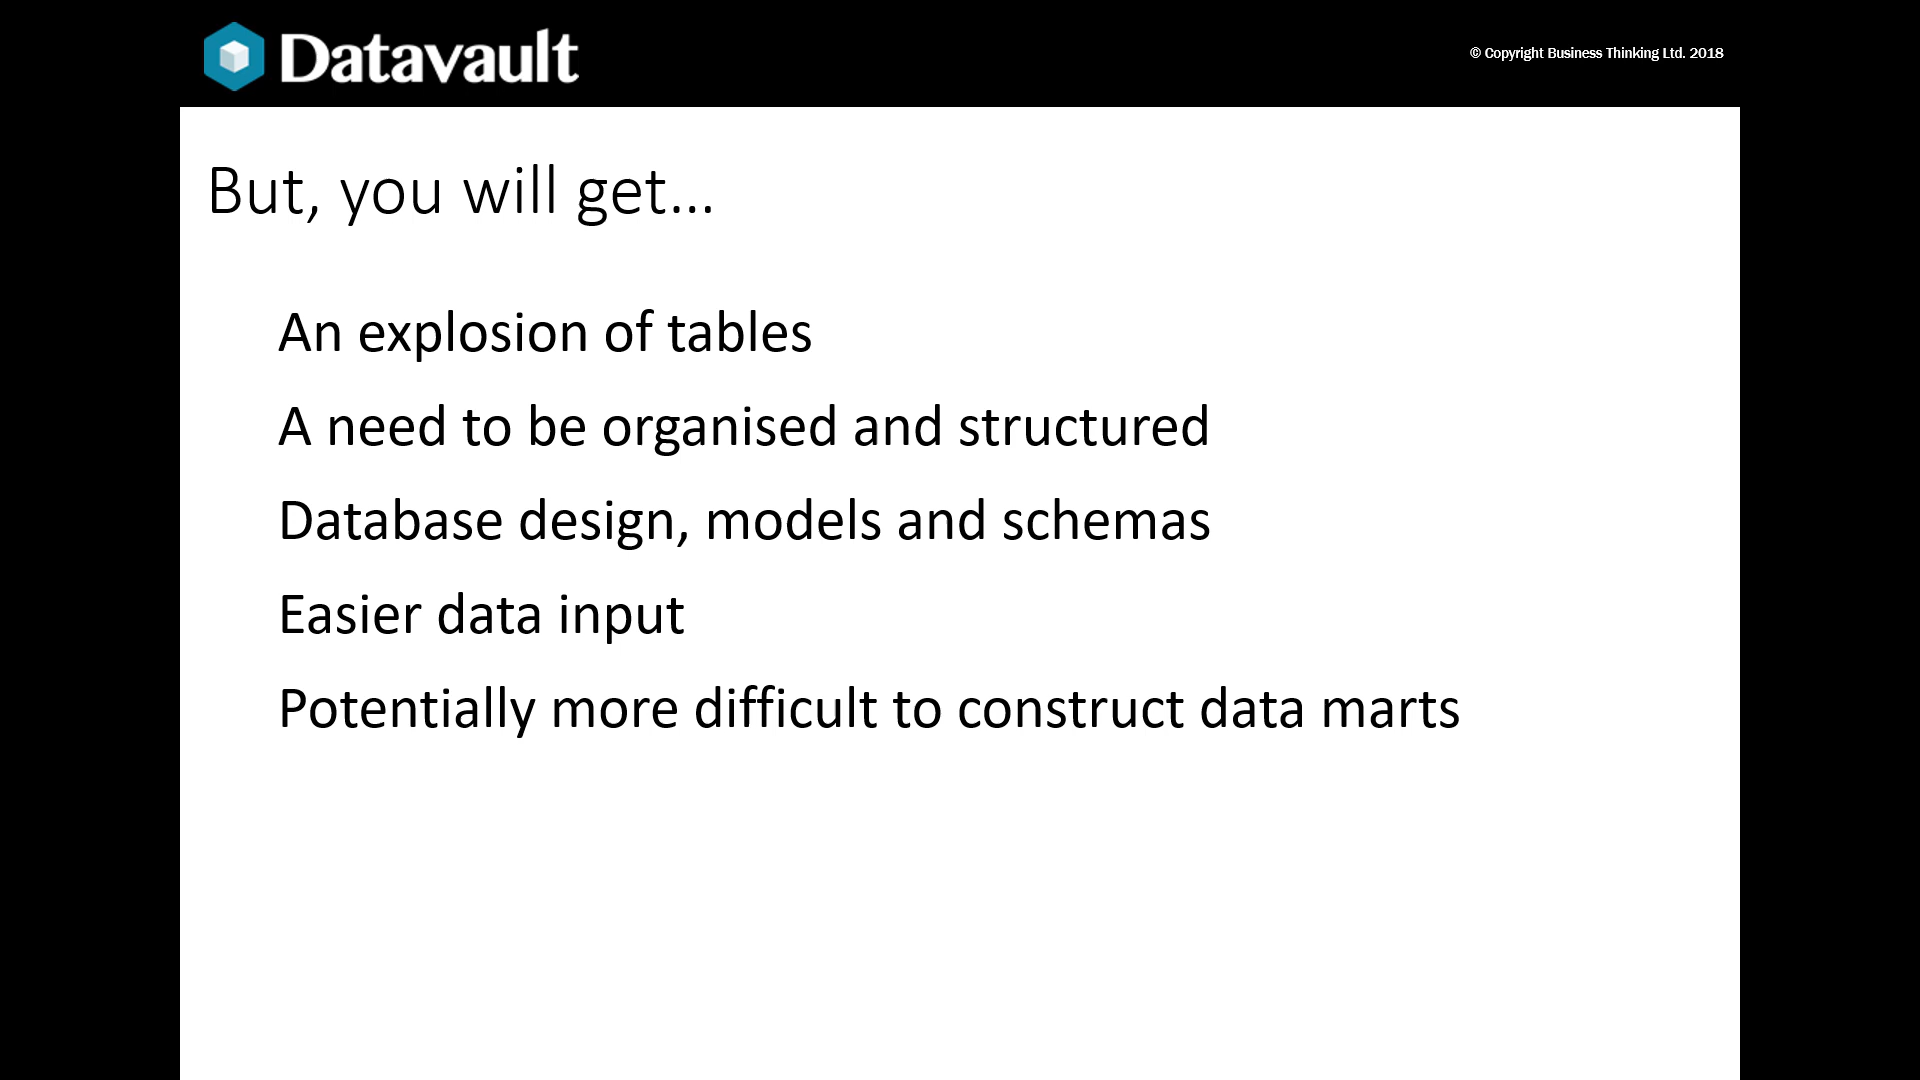 Datavault
© Copyright Business Thinking Ltd. 2018
But, you will get...
An explosion of tables
A need to be organised and structured
Database design, models and schemas
Easier data input
Potentially more difficult to construct data marts